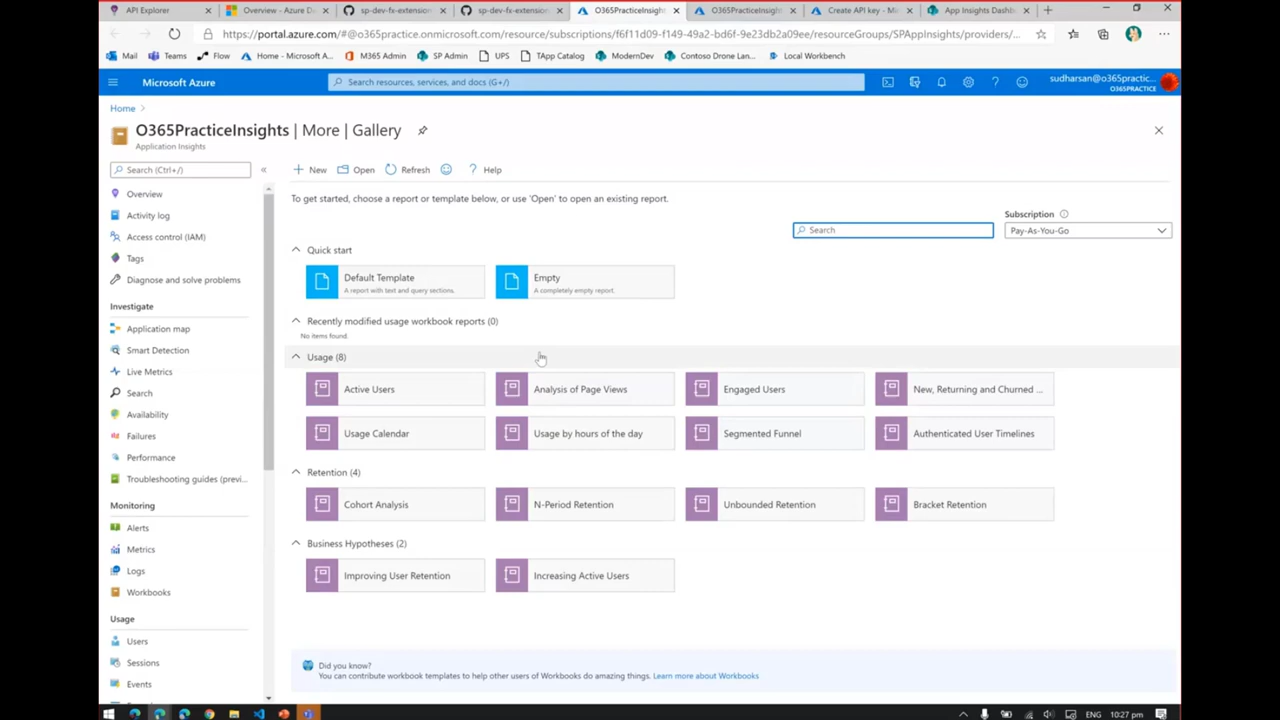 API Explorer
Overview - Azure De
sp-dev-fx-extension
sp-dev-fx-extension
O365PracticeInsight
O365PracticeInsight
Create API key - Mi
App Insights Dashb
https://portal.azure.com/#@o365practice.onmicrosoft.com/resource/subscriptions/f6f11d09-f149-49a2-bd6f-9e23db2a09ee/resourceGroups/SPAppInsights/providers/...
Mail
Teams
Flow
Home - Microsoft A...
M365 Admin
SP Admin
UPS
TApp Catalog
ModernDev
Contoso Drone Lan...
Local Workbench
Microsoft Azure
Search resources, services, and docs (G+/)
sudharsan@o365practic...
O365PRACTICE
Home >
O365PracticeInsights | More | Gallery
Application Insights
Search (Ctrl+/)
«
New
Open
Refresh
? Help
To get started, choose a report or template below, or use 'Open' to open an existing report.
Subscription
Search
Pay-As-You-Go
Overview
Activity log
Access control (IAM)
Tags
Diagnose and solve problems
Investigate
Application map
Smart Detection
Live Metrics
Search
Availability
Failures
Performance
Troubleshooting guides (previ...
Monitoring
Alerts
Metrics
Logs
Workbooks
Usage
Users
Sessions
Events
Quick start
Default Template
A report with text and query sections.
Empty
A completely empty report.
Recently modified usage workbook reports (0)
No items found.
Usage (8)
Active Users
Analysis of Page Views
Engaged Users
New, Returning and Churned ...
Usage Calendar
Usage by hours of the day
Segmented Funnel
Authenticated User Timelines
Retention (4)
Cohort Analysis
N-Period Retention
Unbounded Retention
Bracket Retention
Business Hypotheses (2)
Improving User Retention
Increasing Active Users
Did you know?
You can contribute workbook templates to help other users of Workbooks do amazing things. Learn more about Workbooks
ENG
10:27 pm